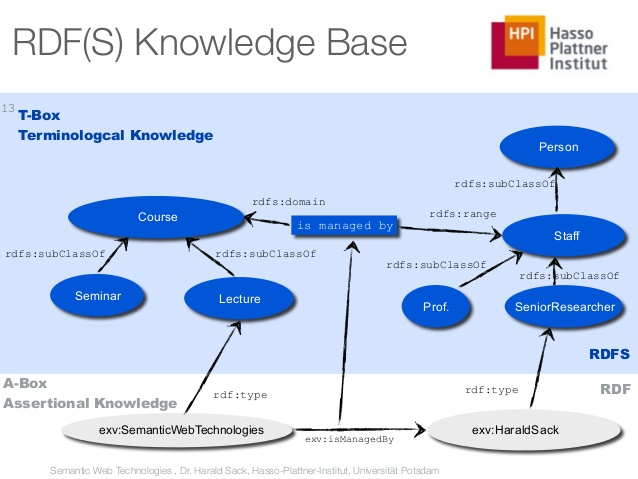 RDF(S) Knowledge Base
HPI
Hasso
Plattner
Institut
13
T-Box
Terminologcal Knowledge
Person
rdfs:subClassOf
rdfs:domain
Course
is managed by
rdfs:range
Staff
rdfs:subClassOf
rdfs:subClassOf
rdfs:subClassOf
rdfs:subClassOf
Seminar
Lecture
Prof.
SeniorResearcher
RDFS
A-Box
Assertional Knowledge
rdf:type
rdf:type
RDF
exv:SemanticWebTechnologies
exv:isManagedBy
exv:HaraldSack
Semantic Web Technologies , Dr. Harald Sack, Hasso-Plattner-Institut, Universität Potsdam